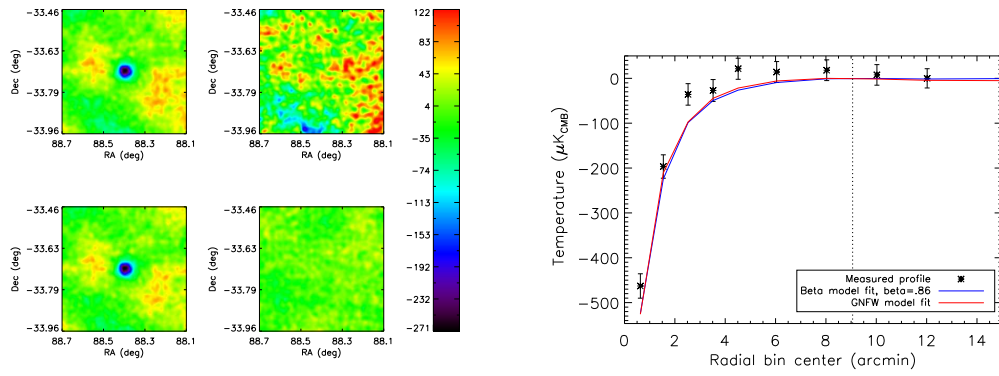 -33.46
-33.63
-33.79
-33.96
Dec (deg)
88.7 88.5 88.3 88.1
RA (deg)
-33.46
-33.63
-33.79
-33.96
Dec (deg)
88.7 88.5 88.3 88.1
RA (deg)
-33.46
-33.63
-33.79
-33.96
Dec (deg)
88.7 88.5 88.3 88.1
RA (deg)
-33.46
-33.63
-33.79
-33.96
Dec (deg)
88.7 88.5 88.3 88.1
RA (deg)
122
83
43
4
-35
-74
-114
-153
-192
-232
-271
0
-100
-200
-300
-400
-500
Temperature (μK_CMB)
Measured profile
Beta model fit, beta=.86
GNFW model fit
0 2 4 6 8 10 12 14
Radial bin center (arcmin)